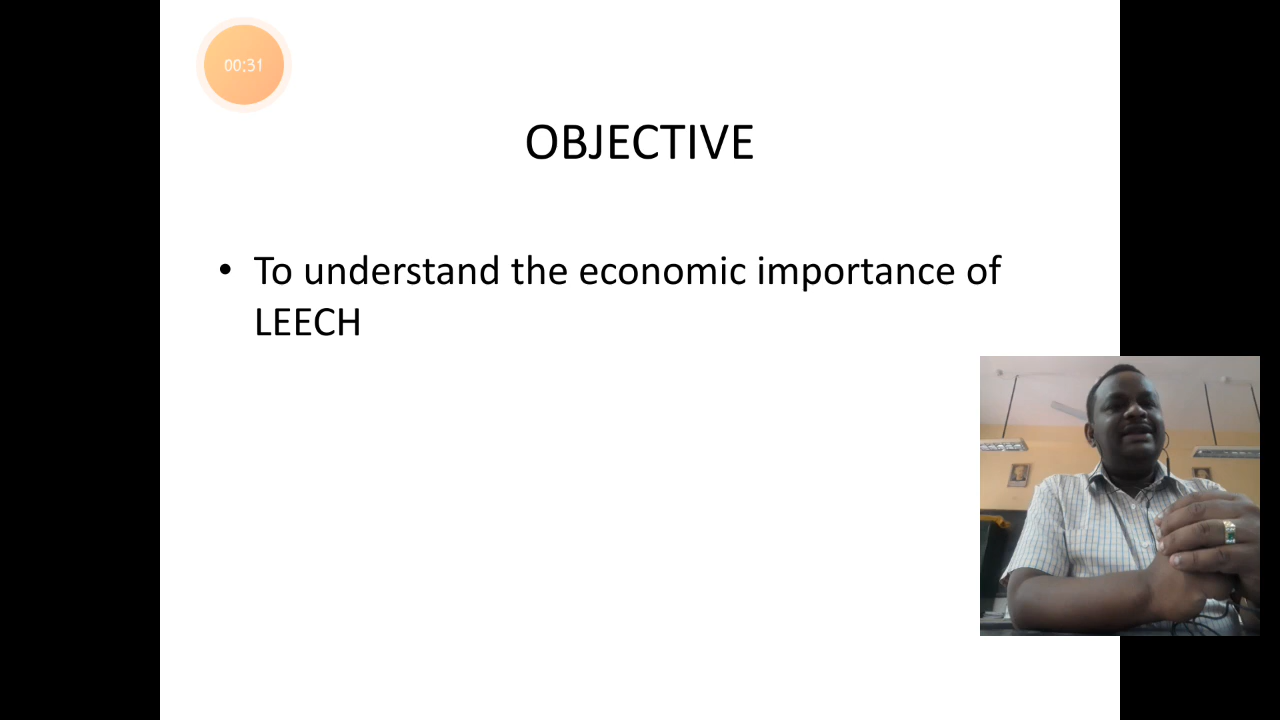 00:31
OBJECTIVE
• To understand the economic importance of
LEECH